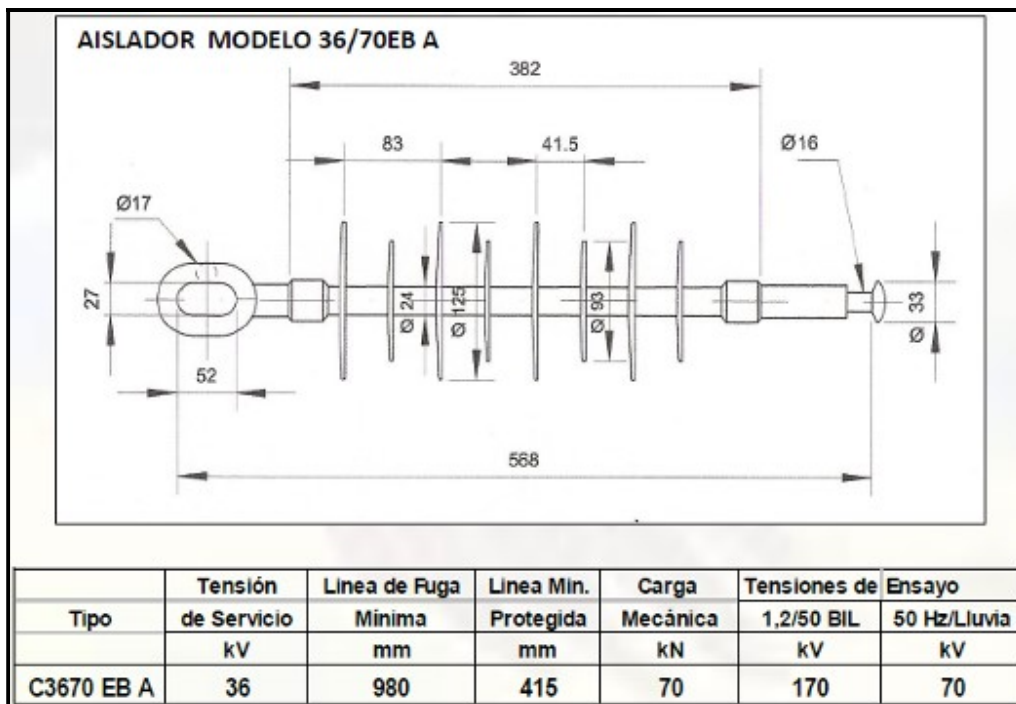 AISLADOR MODELO 36/70EB A
382
83
41.5
Ø16
Ø17
27
Ø 24
Ø 125
Ø 93
Ø 33
52
568
Tipo Tensión de Servicio kV Linea de Fuga Mínima mm Linea Min. Protegida mm Carga Mecánica kN Tensiones de Ensayo 1,2/50 BIL kV 50 Hz/Lluvia kV
C3670 EB A 36 980 415 70 170 70